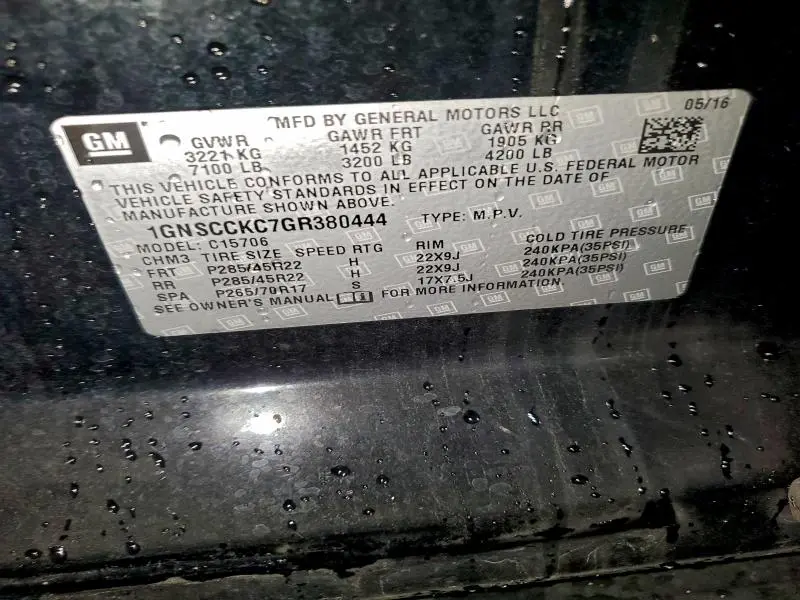 GM
MFD BY GENERAL MOTORS LLC 05/16
GVWR GAWR FRT GAWR RR
3221 KG 1452 KG 1905 KG
7100 LB 3200 LB 4200 LB
THIS VEHICLE CONFORMS TO ALL APPLICABLE U.S. FEDERAL MOTOR
VEHICLE SAFETY STANDARDS IN EFFECT ON THE DATE OF
MANUFACTURE SHOWN ABOVE.
1GNSCCKC7GR380444 TYPE: M.P.V.
MODEL: C15706
CHM3 TIRE SIZE SPEED RTG RIM COLD TIRE PRESSURE
FRT P285/45R22 H 22X9J 240KPA(35PSI)
RR P285/45R22 H 22X9J 240KPA(35PSI)
SPA P265/70R17 S 17X7.5J 240KPA(35PSI)
SEE OWNER'S MANUAL FOR MORE INFORMATION.